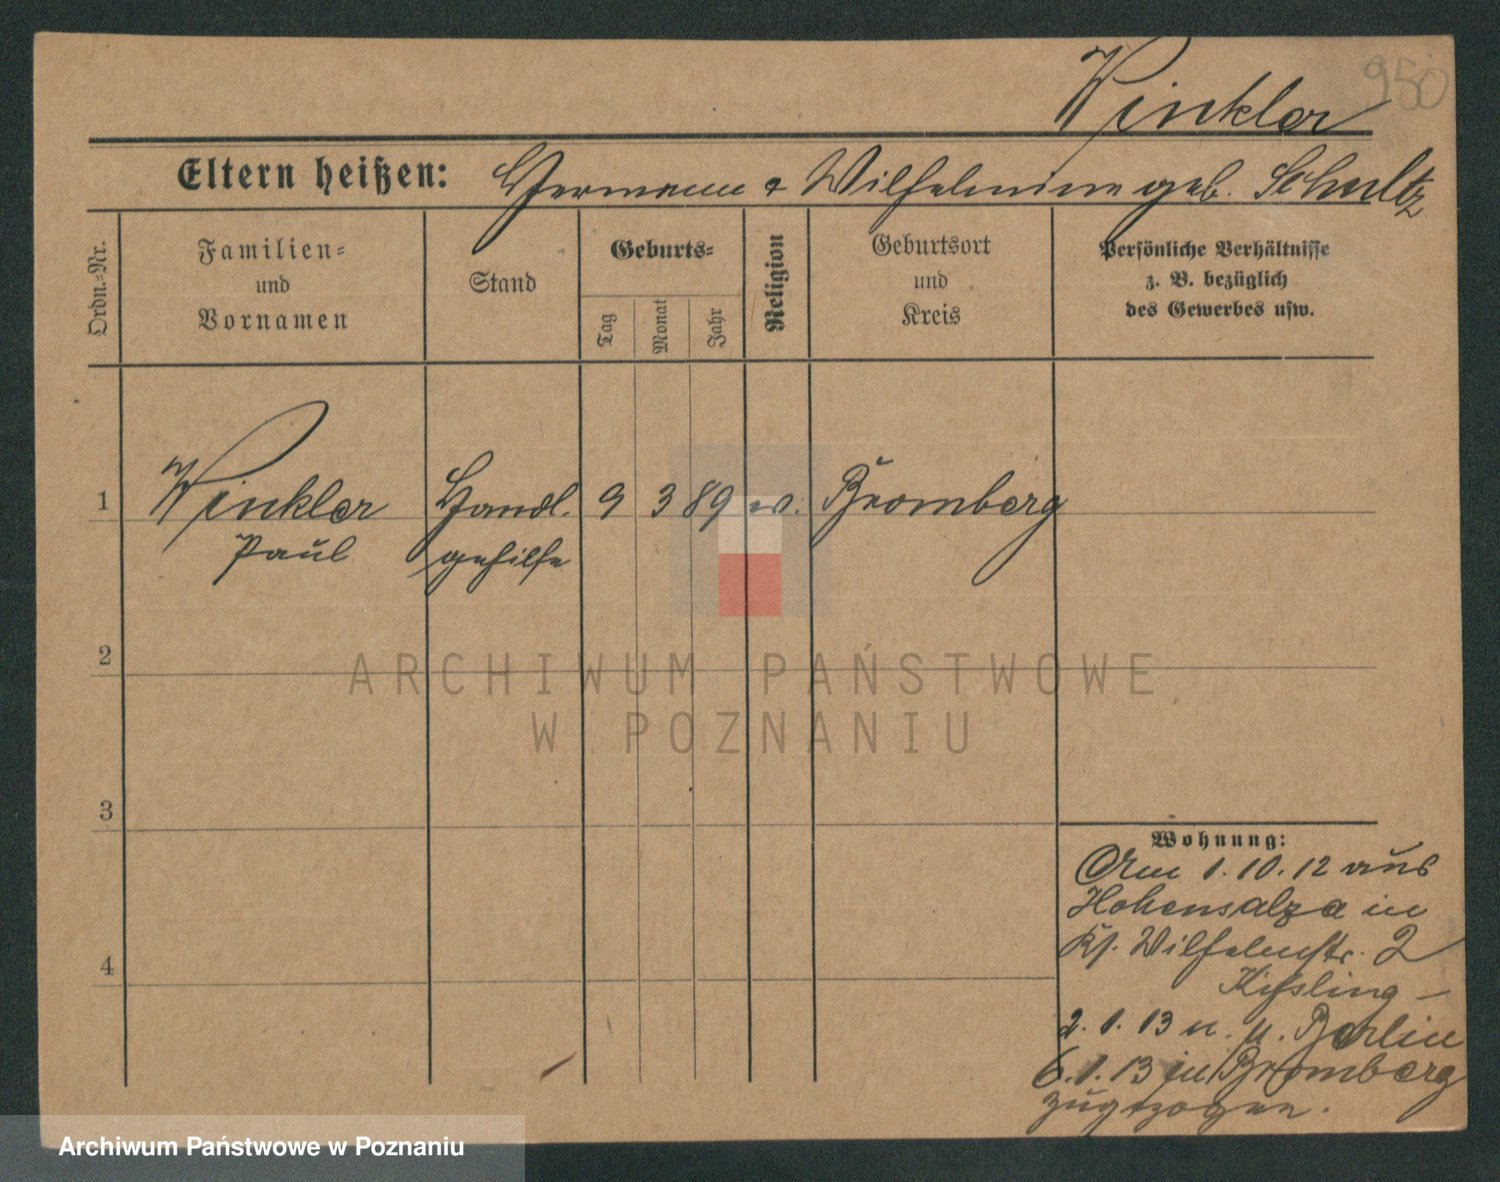 950
Winkler
Eltern heißen: Hermann & Wilhelmine geb. Schultz
Ordn.-Nr.
Familien-
und
Vornamen
Stand
Geburts-
Tag
Monat
Jahr
Religion
Geburtsort
und
Kreis
Persönliche Verhältnisse
z. B. bezüglich
des Gewerbes usw.
1 Winkler Handl. 9 3 89 ev. Bromberg
Paul gehilfe
2
ARCHIWUM PAŃSTWOWE
W POZNANIU
3
4
Wohnung:
Am 1.10.12 aus
Hohensalza in
Wilhelmstr. 2
Kißling –
2.1.13 n. Berlin
6.1.13 in Bromberg
zugezogen.
Archiwum Państwowe w Poznaniu